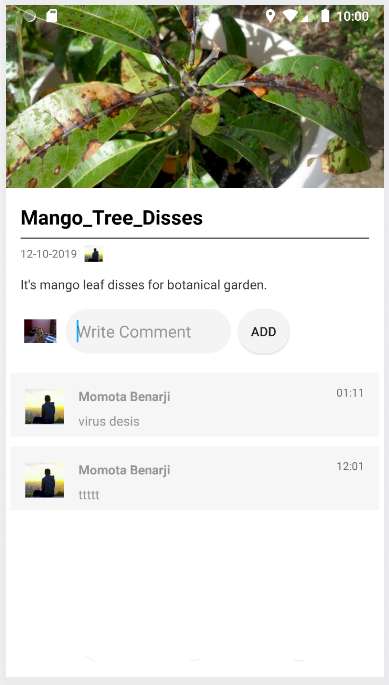 10:00
Mango_Tree_Disses
12-10-2019
It's mango leaf disses for botanical garden.
Write Comment
ADD
Momota Benarji 01:11
virus desis
Momota Benarji 12:01
ttttt